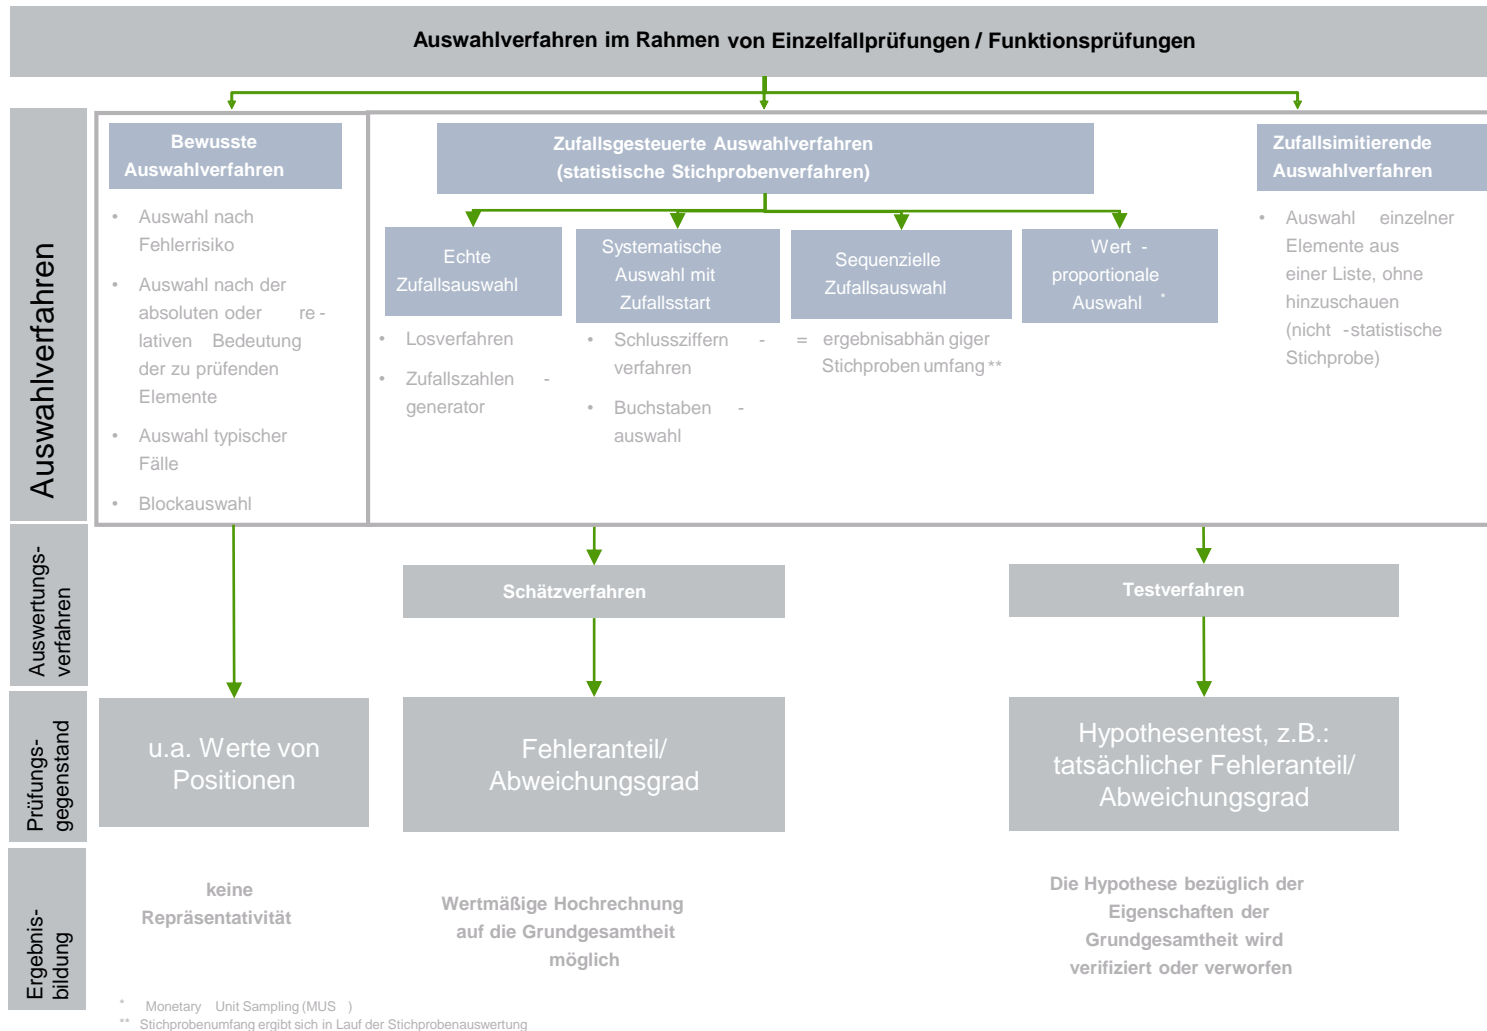 Auswahlverfahren im Rahmen von Einzelfallprüfungen / Funktionsprüfungen
Auswahlverfahren
Bewusste
Auswahlverfahren
• Auswahl nach
Fehlerrisiko
• Auswahl nach der
absoluten oder re -
lativen Bedeutung
der zu prüfenden
Elemente
• Auswahl typischer
Fälle
• Blockauswahl
Zufallsgesteuerte Auswahlverfahren
(statistische Stichprobenverfahren)
Echte
Zufallsauswahl
• Losverfahren
• Zufallszahlen -
generator
Systematische
Auswahl mit
Zufallsstart
• Schlussziffern -
verfahren
• Buchstaben -
auswahl
Sequenzielle
Zufallsauswahl
= ergebnisabhän giger
Stichproben umfang **
Wert -
proportionale
Auswahl *
Zufallsimitierende
Auswahlverfahren
• Auswahl einzelner
Elemente aus
einer Liste, ohne
hinzuschauen
(nicht -statistische
Stichprobe)
Auswertungs-
verfahren
Schätzverfahren
Testverfahren
Prüfungs-
gegenstand
u.a. Werte von
Positionen
Fehleranteil/
Abweichungsgrad
Hypothesentest, z.B.:
tatsächlicher Fehleranteil/
Abweichungsgrad
Ergebnis-
bildung
keine
Repräsentativität
Wertmäßige Hochrechnung
auf die Grundgesamtheit
möglich
Die Hypothese bezüglich der
Eigenschaften der
Grundgesamtheit wird
verifiziert oder verworfen
* Monetary Unit Sampling (MUS )
** Stichprobenumfang ergibt sich in Lauf der Stichprobenauswertung